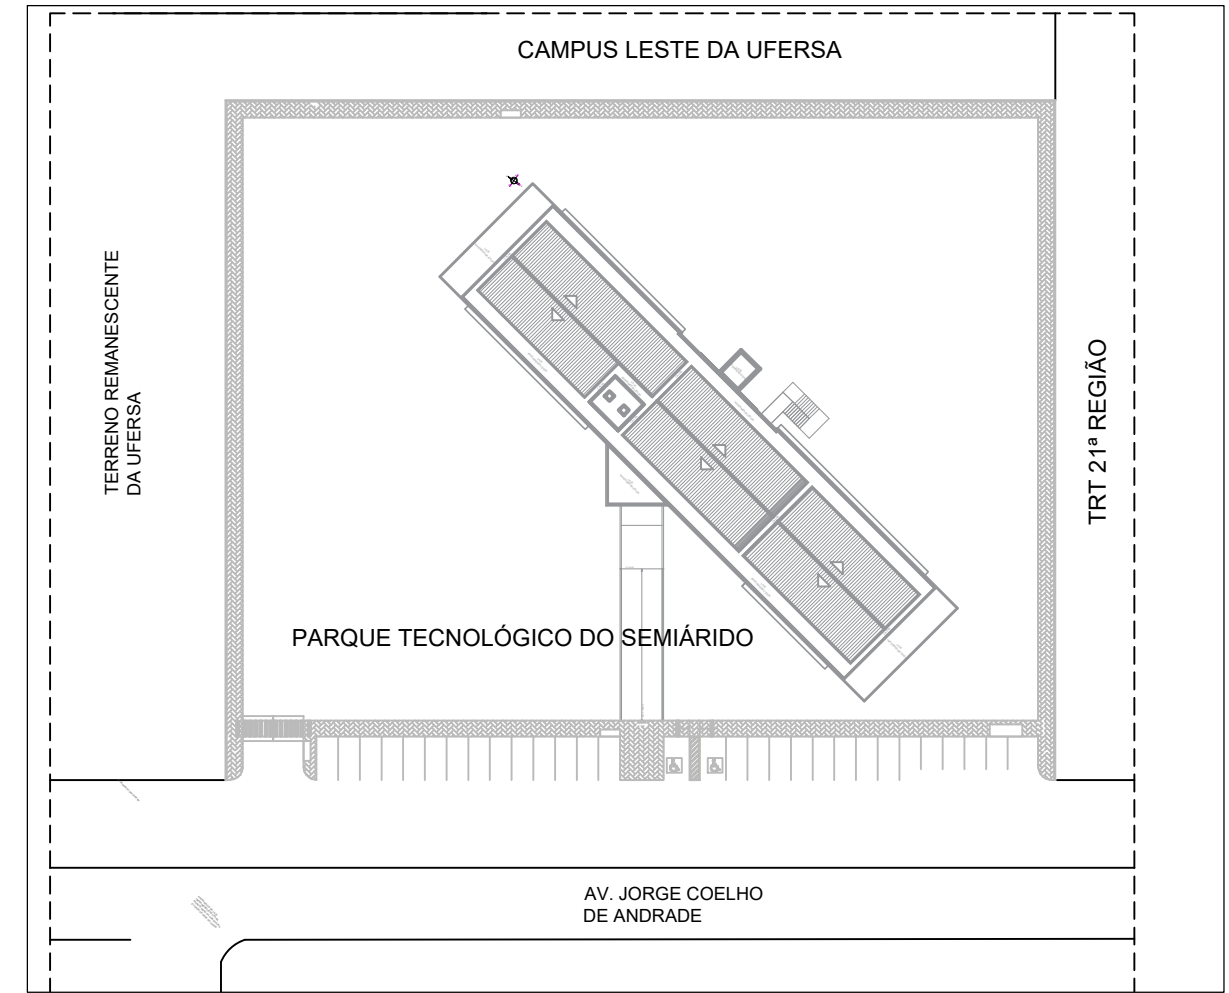 CAMPUS LESTE DA UFERSA
TERRENO REMANESCENTE
DA UFERSA
TRT 21ª REGIÃO
PARQUE TECNOLÓGICO DO SEMIÁRIDO
AV. JORGE COELHO
DE ANDRADE